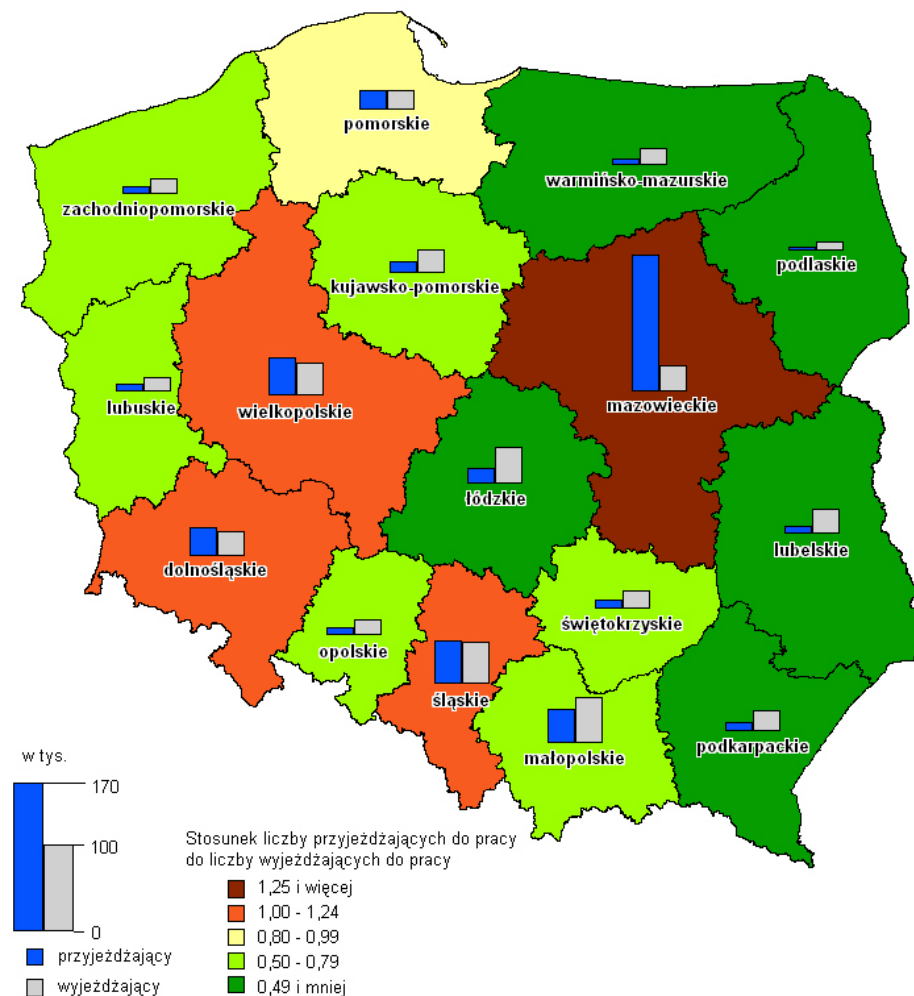 pomorskie
warmińsko-mazurskie
zachodniopomorskie
podlaskie
kujawsko-pomorskie
lubuskie
wielkopolskie
mazowieckie
łódzkie
lubelskie
dolnośląskie
świętokrzyskie
opolskie
śląskie
małopolskie
podkarpackie
w tys.
170
100
0
przyjeżdżający
wyjeżdżający
Stosunek liczby przyjeżdżających do pracy
do liczby wyjeżdżających do pracy
1,25 i więcej
1,00 - 1,24
0,80 - 0,99
0,50 - 0,79
0,49 i mniej